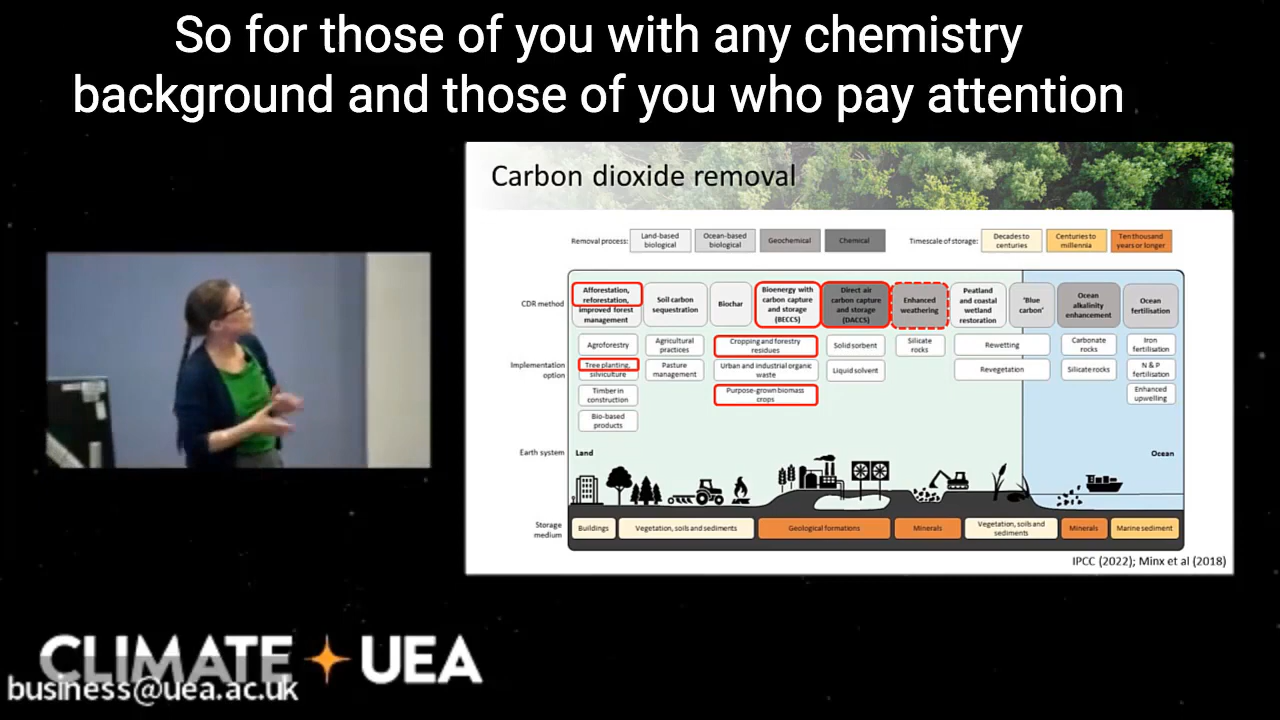 So for those of you with any chemistry
background and those of you who pay attention
Carbon dioxide removal
Removal process:
Land-based
biological
Ocean-based
biological
Geochemical
Chemical
Timescale of storage:
Decades to
centuries
Centuries to
millennia
Ten thousand
years or longer
CDR method
Afforestation,
reforestation,
improved forest
management
Soil carbon
sequestration
Biochar
Bioenergy with
carbon capture
and storage
(BECCS)
Direct air
carbon capture
and storage
(DACCS)
Enhanced
weathering
Peatland
and coastal
wetland
restoration
'Blue
carbon'
Ocean
alkalinity
enhancement
Ocean
fertilisation
Implementation
option
Agroforestry
Tree planting,
silviculture
Timber in
construction
Bio-based
products
Agricultural
practices
Pasture
management
Cropping and forestry
residues
Urban and industrial organic
waste
Purpose-grown biomass
crops
Solid sorbent
Liquid solvent
Silicate
rocks
Rewetting
Revegetation
Carbonate
rocks
Silicate rocks
Iron
fertilisation
N & P
fertilisation
Enhanced
upwelling
Earth system
Land
Ocean
Storage
medium
Buildings
Vegetation, soils and sediments
Geological formations
Minerals
Vegetation, soils and
sediments
Minerals
Marine sediment
IPCC (2022); Minx et al (2018)
CLIMATE UEA
business@uea.ac.uk